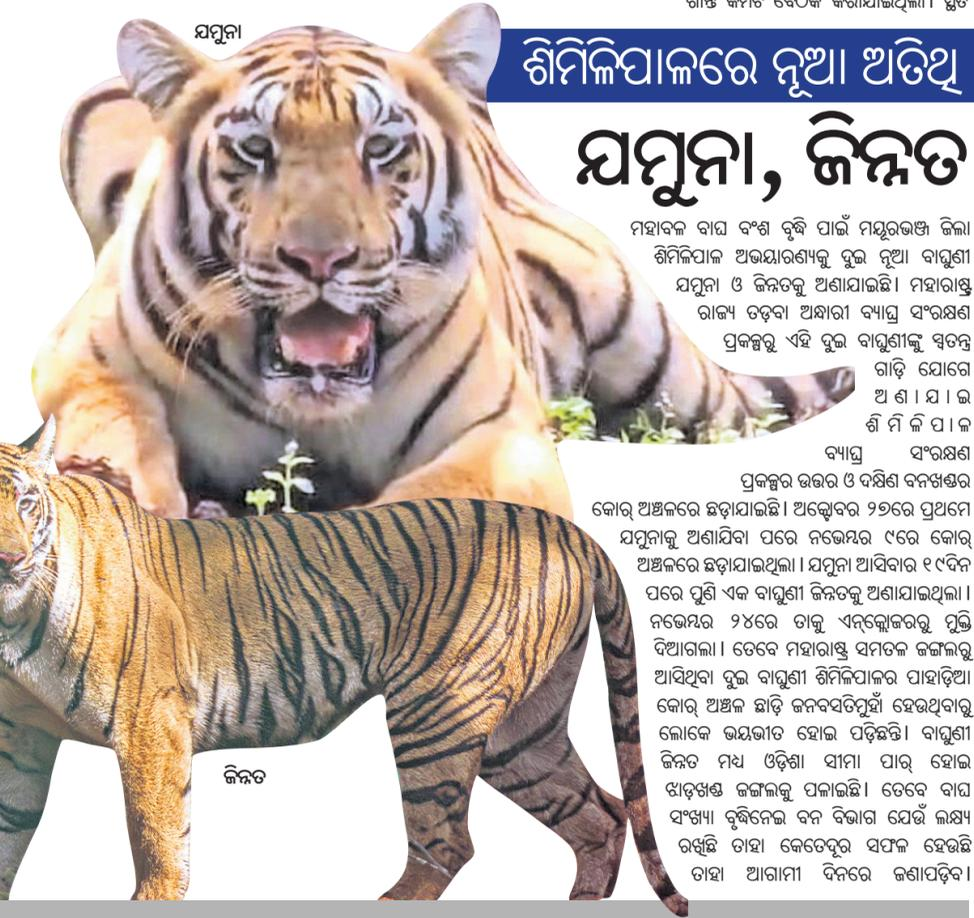 ଯମୁନା
ଶିମିଳିପାଳରେ ନୂଆ ଅତିଥି
ଯମୁନା, ଜିନ୍ନତ
ମହାବଳ ବାଘ ବଂଶ ବୃଦ୍ଧି ପାଇଁ ମୟୂରଭଞ୍ଜ ଜିଲା
ଶିମିଳିପାଳ ଅଭୟାରଣ୍ୟକୁ ଦୁଇ ନୂଆ ବାଘୁଣୀ
ଯମୁନା ଓ ଜିନ୍ନତକୁ ଅଣାଯାଇଛି। ମହାରାଷ୍ଟ୍ର
ରାଜ୍ୟ ତଡ଼ବା ଅନ୍ଧାରୀ ବ୍ୟାଘ୍ର ସଂରକ୍ଷଣ
ପ୍ରକଳ୍ପରୁ ଏହି ଦୁଇ ବାଘୁଣୀଙ୍କୁ ସ୍ୱତନ୍ତ୍ର
ଗାଡ଼ି ଯୋଗେ
ଅଣାଯାଇ
ଶିମିଳିପାଳ
ବ୍ୟାଘ୍ର ସଂରକ୍ଷଣ
ପ୍ରକଳ୍ପର ଉତ୍ତର ଓ ଦକ୍ଷିଣ ବନଖଣ୍ଡର
କୋର୍ ଅଞ୍ଚଳରେ ଛଡ଼ାଯାଇଛି। ଅକ୍ଟୋବର ୨୭ରେ ପ୍ରଥମେ
ଯମୁନାକୁ ଅଣାଯିବା ପରେ ନଭେମ୍ବର ୯ରେ କୋର୍
ଅଞ୍ଚଳରେ ଛଡ଼ାଯାଇଥିଲା। ଯମୁନା ଆସିବାର ୧୯ଦିନ
ପରେ ପୁଣି ଏକ ବାଘୁଣୀ ଜିନ୍ନତକୁ ଅଣାଯାଇଥିଲା।
ନଭେମ୍ବର ୨୪ରେ ତାକୁ ଏନ୍‌କ୍ଲୋଜରରୁ ମୁକ୍ତି
ଦିଆଗଲା। ତେବେ ମହାରାଷ୍ଟ୍ର ସମତଳ ଜଙ୍ଗଲରୁ
ଆସିଥିବା ଦୁଇ ବାଘୁଣୀ ଶିମିଳିପାଳର ପାହାଡ଼ିଆ
କୋର୍ ଅଞ୍ଚଳ ଛାଡ଼ି ଜନବସତିମୁହାଁ ହେଉଥିବାରୁ
ଲୋକେ ଭୟଭୀତ ହୋଇ ପଡ଼ିଛନ୍ତି। ବାଘୁଣୀ
ଜିନ୍ନତ ମଧ୍ୟ ଓଡ଼ିଶା ସୀମା ପାର୍ ହୋଇ
ଝାଡ଼ଖଣ୍ଡ ଜଙ୍ଗଲକୁ ପଳାଇଛି। ତେବେ ବାଘ
ସଂଖ୍ୟା ବୃଦ୍ଧିନେଇ ବନ ବିଭାଗ ଯେଉଁ ଲକ୍ଷ୍ୟ
ରଖିଛି ତାହା କେତେଦୂର ସଫଳ ହେଉଛି
ତାହା ଆଗାମୀ ଦିନରେ ଜଣାପଡ଼ିବ।
ଜିନ୍ନତ